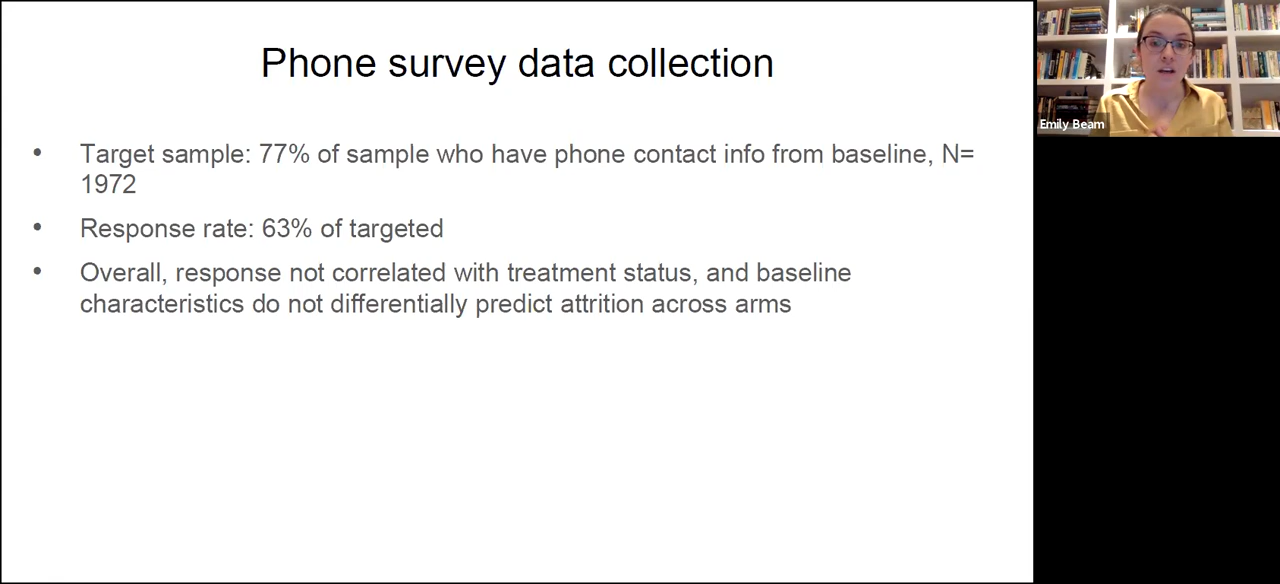 Phone survey data collection
• Target sample: 77% of sample who have phone contact info from baseline, N=
1972
• Response rate: 63% of targeted
• Overall, response not correlated with treatment status, and baseline
characteristics do not differentially predict attrition across arms
Emily Beam